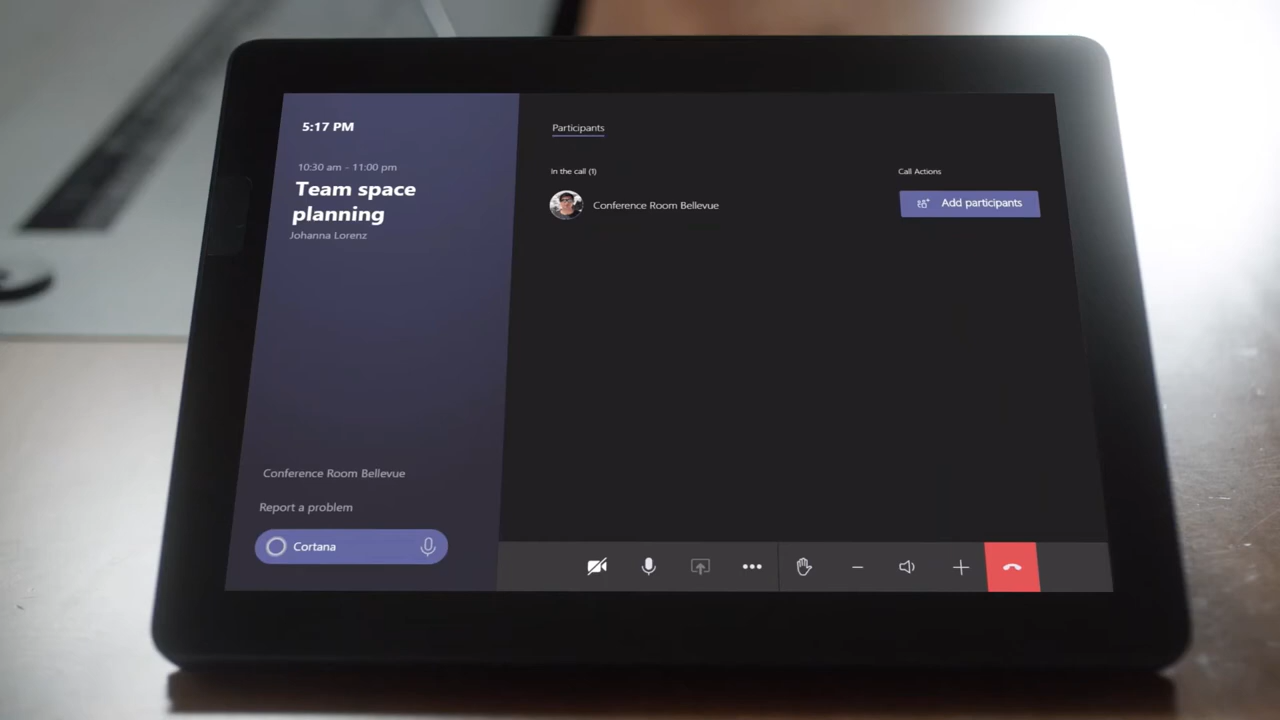 5:17 PM
10:30 am - 11:00 pm
Team space
planning
Johanna Lorenz
Conference Room Bellevue
Report a problem
Cortana
Participants
In the call (1)
Conference Room Bellevue
Call Actions
Add participants